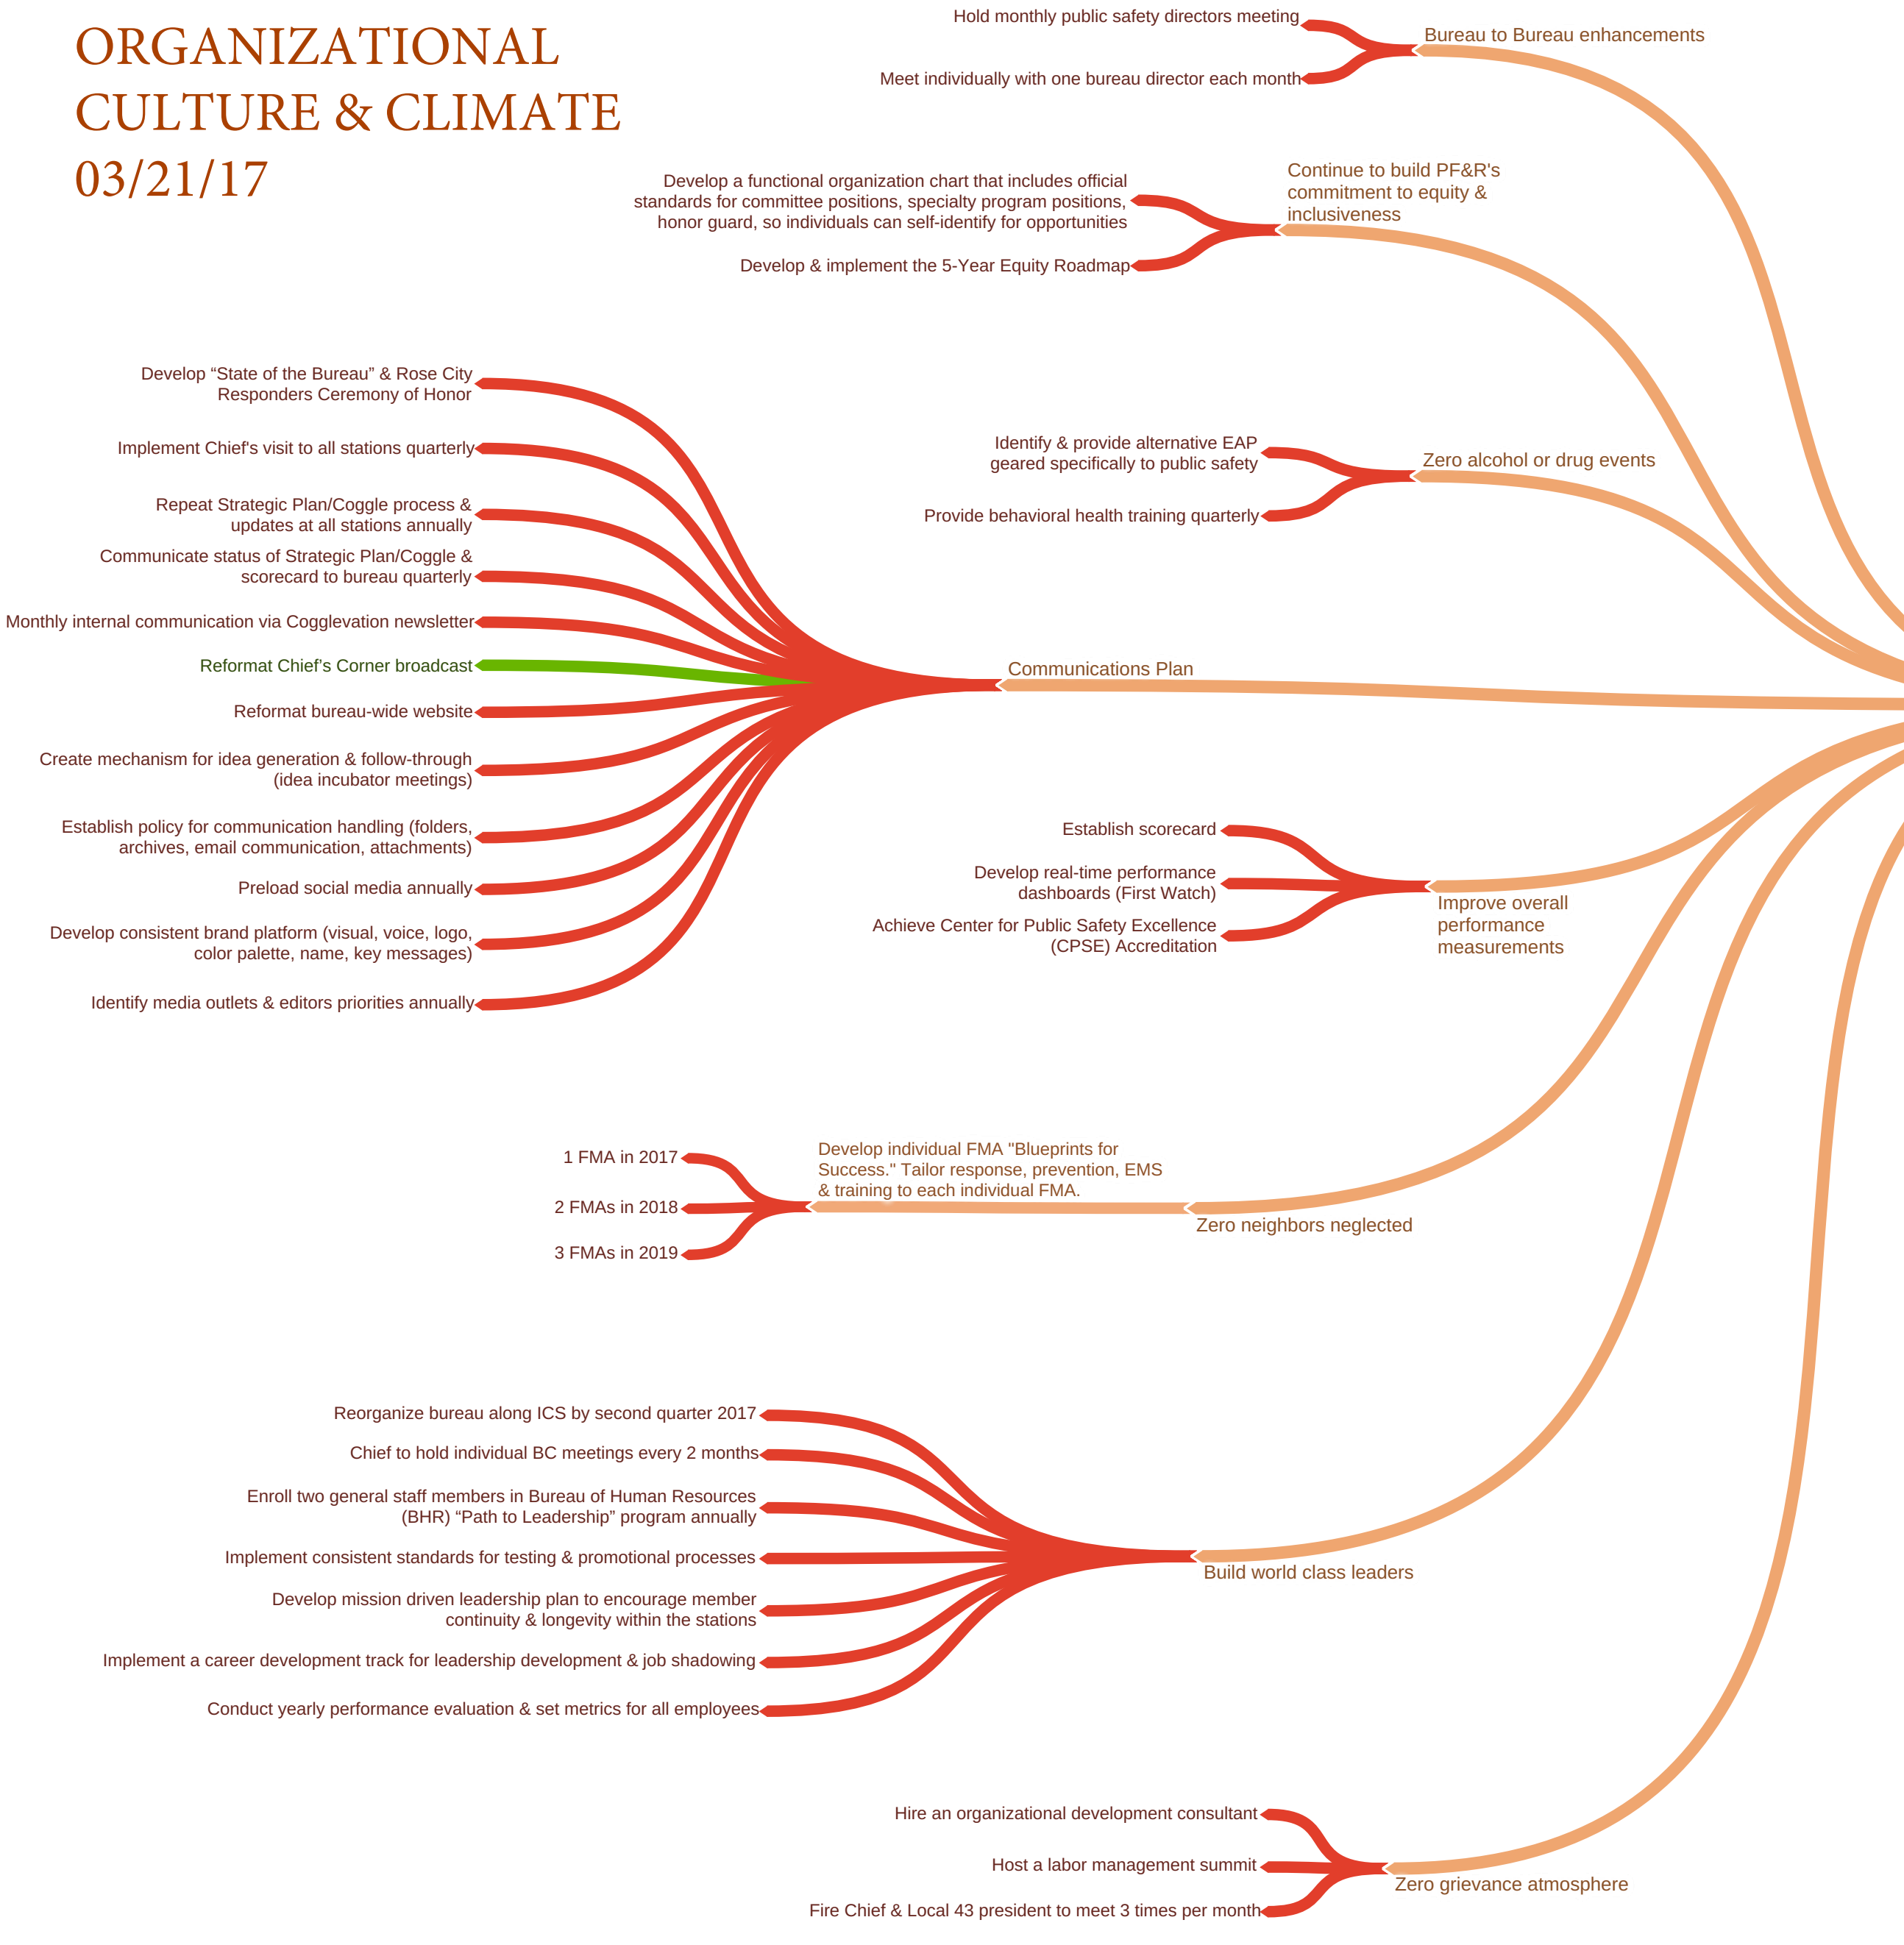 ORGANIZATIONAL
CULTURE & CLIMATE
03/21/17
Hold monthly public safety directors meeting
Meet individually with one bureau director each month
Bureau to Bureau enhancements
Develop a functional organization chart that includes official
standards for committee positions, specialty program positions,
honor guard, so individuals can self-identify for opportunities
Develop & implement the 5-Year Equity Roadmap
Continue to build PF&R's
commitment to equity &
inclusiveness
Identify & provide alternative EAP
geared specifically to public safety
Provide behavioral health training quarterly
Zero alcohol or drug events
Develop “State of the Bureau” & Rose City
Responders Ceremony of Honor
Implement Chief's visit to all stations quarterly
Repeat Strategic Plan/Coggle process &
updates at all stations annually
Communicate status of Strategic Plan/Coggle &
scorecard to bureau quarterly
Monthly internal communication via Cogglevation newsletter
Reformat Chief’s Corner broadcast
Reformat bureau-wide website
Create mechanism for idea generation & follow-through
(idea incubator meetings)
Establish policy for communication handling (folders,
archives, email communication, attachments)
Preload social media annually
Develop consistent brand platform (visual, voice, logo,
color palette, name, key messages)
Identify media outlets & editors priorities annually
Communications Plan
Establish scorecard
Develop real-time performance
dashboards (First Watch)
Achieve Center for Public Safety Excellence
(CPSE) Accreditation
Improve overall
performance
measurements
1 FMA in 2017
2 FMAs in 2018
3 FMAs in 2019
Develop individual FMA "Blueprints for
Success." Tailor response, prevention, EMS
& training to each individual FMA.
Zero neighbors neglected
Reorganize bureau along ICS by second quarter 2017
Chief to hold individual BC meetings every 2 months
Enroll two general staff members in Bureau of Human Resources
(BHR) “Path to Leadership” program annually
Implement consistent standards for testing & promotional processes
Develop mission driven leadership plan to encourage member
continuity & longevity within the stations
Implement a career development track for leadership development & job shadowing
Conduct yearly performance evaluation & set metrics for all employees
Build world class leaders
Hire an organizational development consultant
Host a labor management summit
Fire Chief & Local 43 president to meet 3 times per month
Zero grievance atmosphere